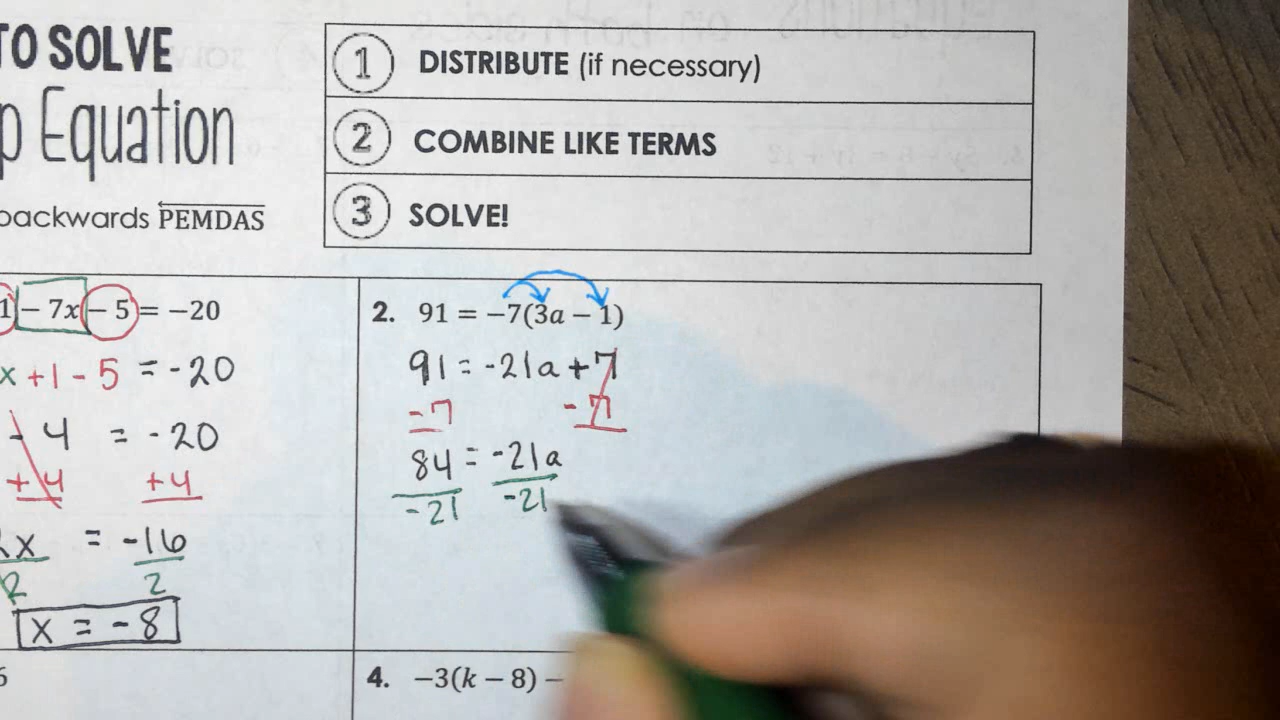 TO SOLVE
p Equation
backwards PEMDAS
1 DISTRIBUTE (if necessary)
2 COMBINE LIKE TERMS
3 SOLVE!
1 − 7x − 5 = −20
x + 1 - 5 = -20
- 4 = -20
+ 4 + 4
x = -16
2 2
x = - 8
2. 91 = −7(3a − 1)
91 = -21a + 7
- 7 - 7
84 = -21a
-21 -21
4. −3(k − 8) −